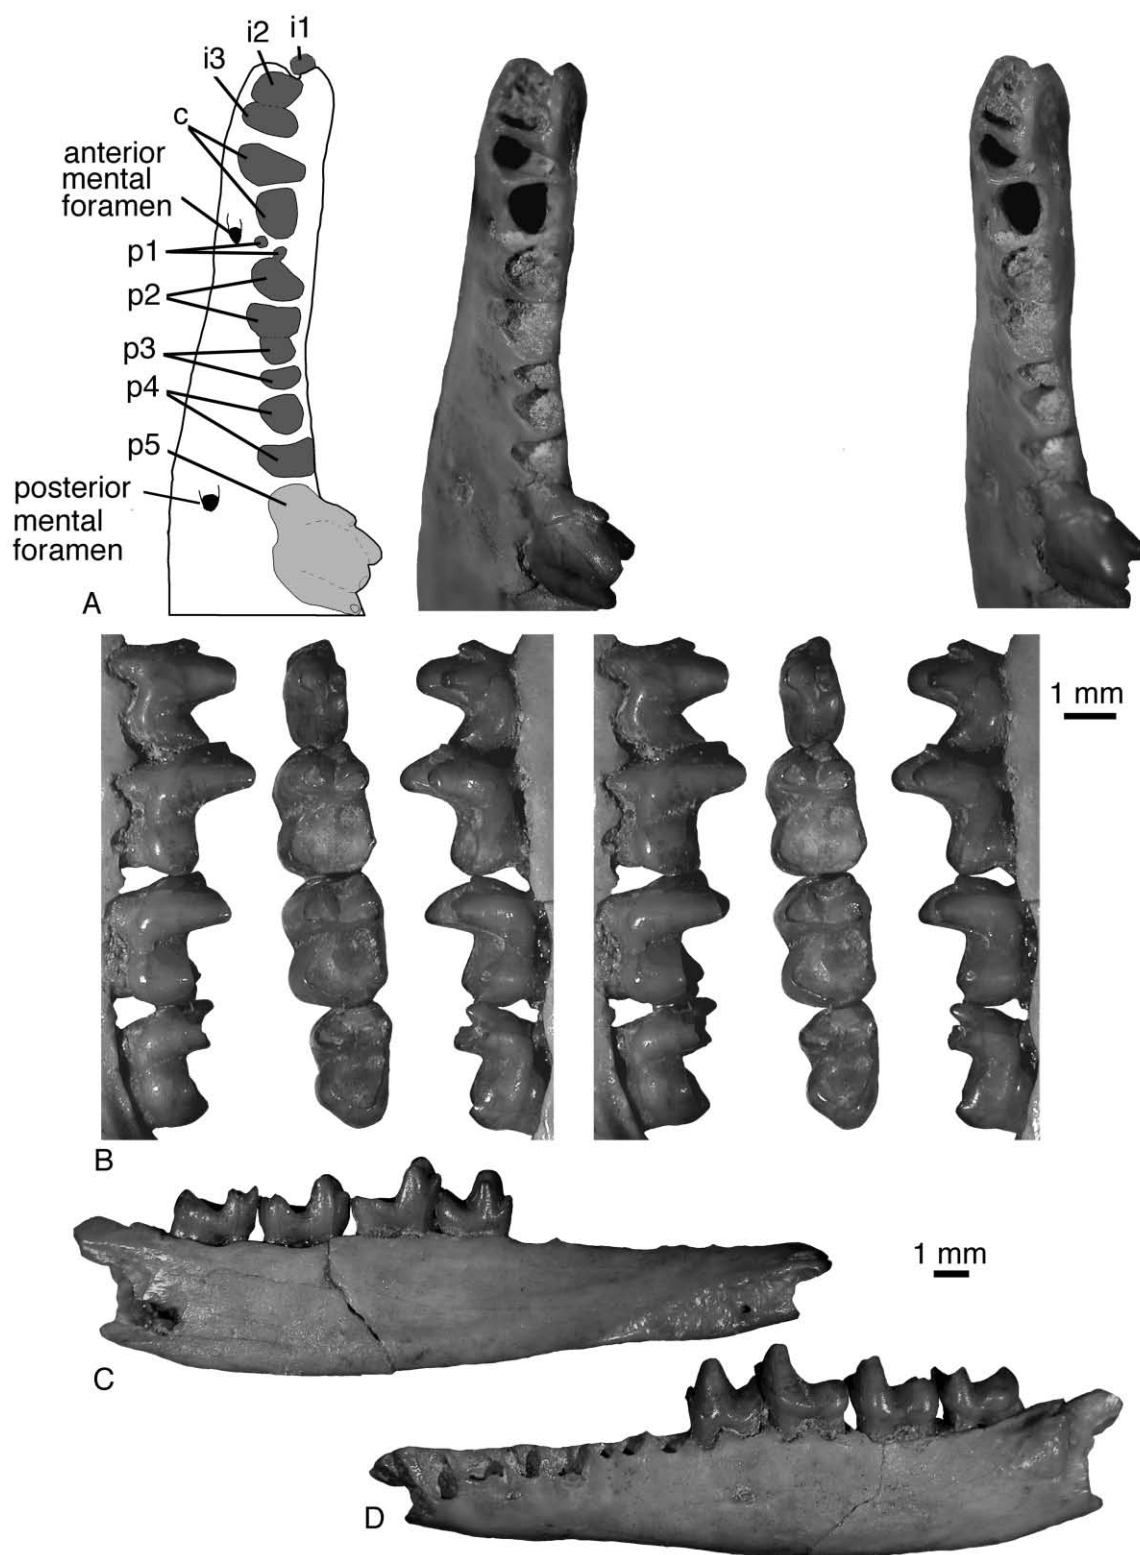 i1
i2
i3
c
anterior
mental
foramen
p1
p2
p3
p4
p5
posterior
mental
foramen
A
1 mm
B
1 mm
C
D